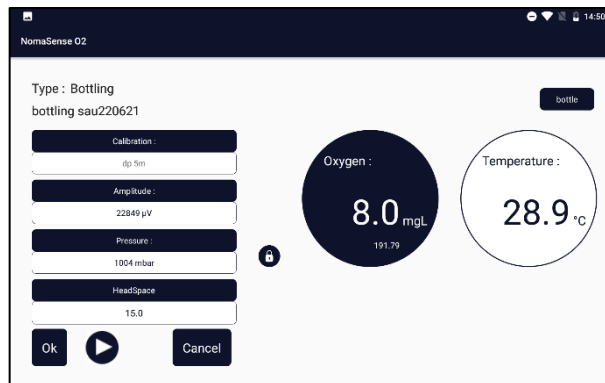 14:50
NomaSense O2
Type : Bottling
bottling sau220621
bottle
Calibration :
dp 5m
Amplitude :
22849 µV
Pressure :
1004 mbar
HeadSpace
15.0
Ok
Cancel
Oxygen :
8.0 mgL
191.79
Temperature :
28.9 °C